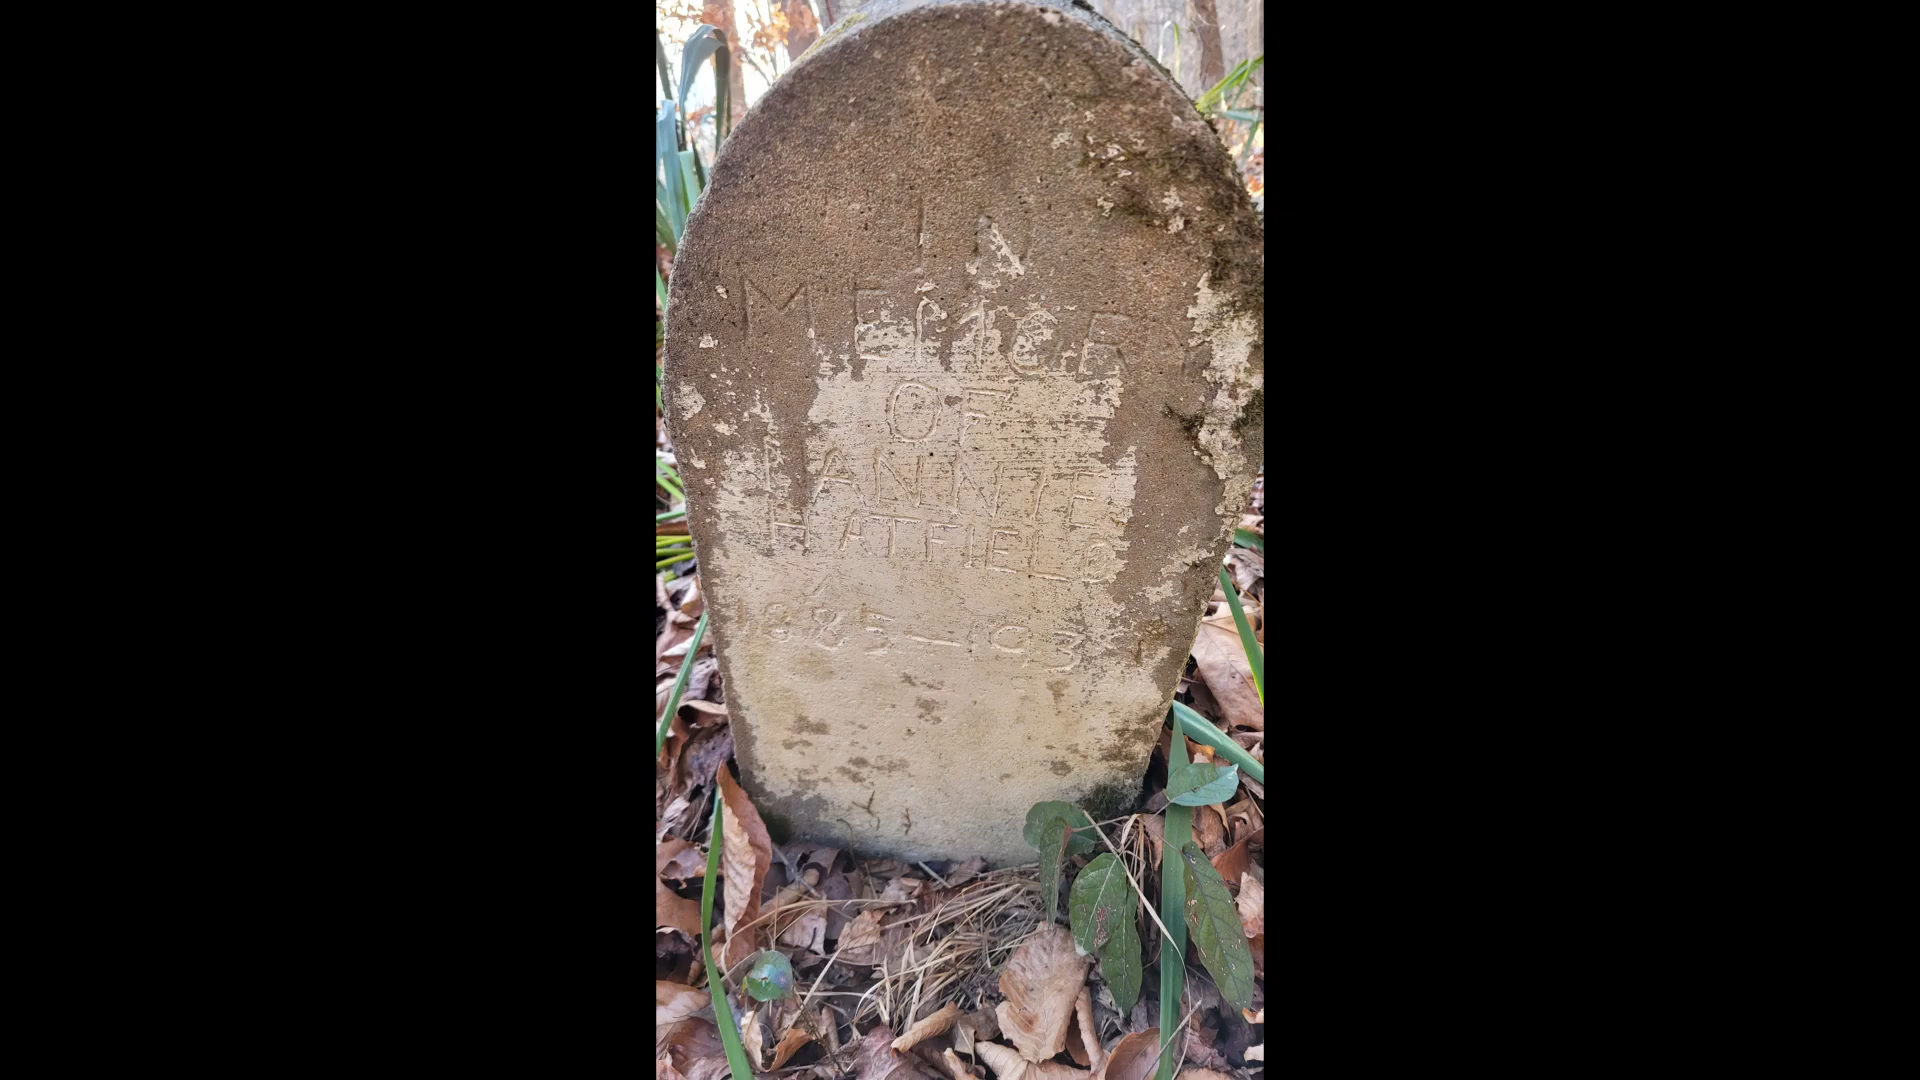 IN
MEMORY
OF
NANNIE
HATFIELD
1885 –